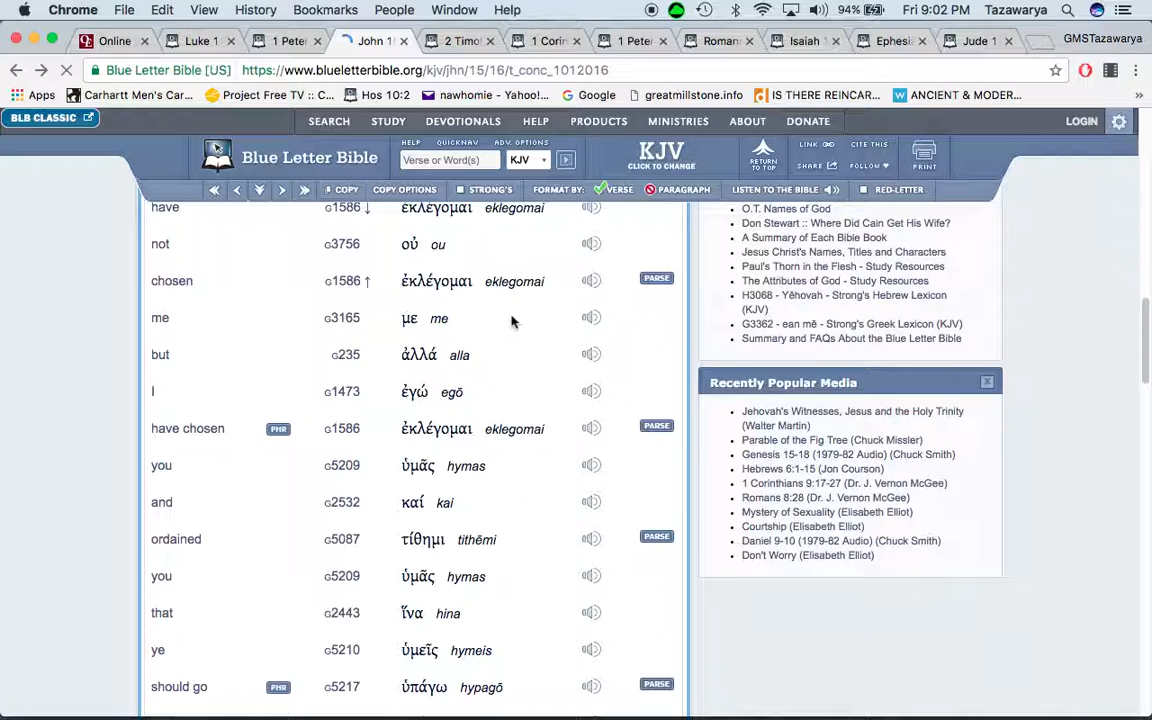 Chrome File Edit View History Bookmarks People Window Help 94% Fri 9:02 PM Tazawarya
Online Luke 1 1 Peter John 1 2 Timo 1 Corin 1 Peter Romans Isaiah 1 Ephesia Jude 1 GMSTazawarya
Blue Letter Bible [US] https://www.blueletterbible.org/kjv/jhn/15/16/t_conc_1012016
Apps Carhartt Men's Car... Project Free TV :: C... Hos 10:2 nawhomie - Yahoo!... Google greatmillstone.info IS THERE REINCAR... ANCIENT & MODER... »
BLB CLASSIC SEARCH STUDY DEVOTIONALS HELP PRODUCTS MINISTRIES ABOUT DONATE LOGIN
Blue Letter Bible
HELP QUICKNAV ADV. OPTIONS
Verse or Word(s) KJV
KJV
CLICK TO CHANGE
RETURN TO TOP
LINK CITE THIS
SHARE FOLLOW
PRINT
COPY COPY OPTIONS STRONG'S FORMAT BY: VERSE PARAGRAPH LISTEN TO THE BIBLE RED-LETTER
have G1586 ↓ ἐκλέγομαι eklegomai
not G3756 οὐ ou
chosen G1586 ↑ ἐκλέγομαι eklegomai PARSE
me G3165 με me
but G235 ἀλλά alla
I G1473 ἐγώ egō
have chosen PHR G1586 ἐκλέγομαι eklegomai PARSE
you G5209 ὑμᾶς hymas
and G2532 καί kai
ordained G5087 τίθημι tithēmi PARSE
you G5209 ὑμᾶς hymas
that G2443 ἵνα hina
ye G5210 ὑμεῖς hymeis
should go PHR G5217 ὑπάγω hypagō PARSE
• O.T. Names of God
• Don Stewart :: Where Did Cain Get His Wife?
• A Summary of Each Bible Book
• Jesus Christ's Names, Titles and Characters
• Paul's Thorn in the Flesh - Study Resources
• The Attributes of God - Study Resources
• H3068 - Yĕhovah - Strong's Hebrew Lexicon
(KJV)
• G3362 - ean mē - Strong's Greek Lexicon (KJV)
• Summary and FAQs About the Blue Letter Bible
Recently Popular Media
• Jehovah's Witnesses, Jesus and the Holy Trinity
(Walter Martin)
• Parable of the Fig Tree (Chuck Missler)
• Genesis 15-18 (1979-82 Audio) (Chuck Smith)
• Hebrews 6:1-15 (Jon Courson)
• 1 Corinthians 9:17-27 (Dr. J. Vernon McGee)
• Romans 8:28 (Dr. J. Vernon McGee)
• Mystery of Sexuality (Elisabeth Elliot)
• Courtship (Elisabeth Elliot)
• Daniel 9-10 (1979-82 Audio) (Chuck Smith)
• Don't Worry (Elisabeth Elliot)